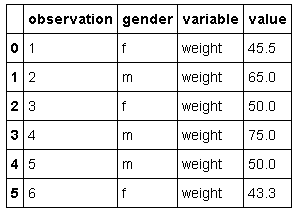 observation gender variable value
0 1 f weight 45.5
1 2 m weight 65.0
2 3 f weight 50.0
3 4 m weight 75.0
4 5 m weight 50.0
5 6 f weight 43.3